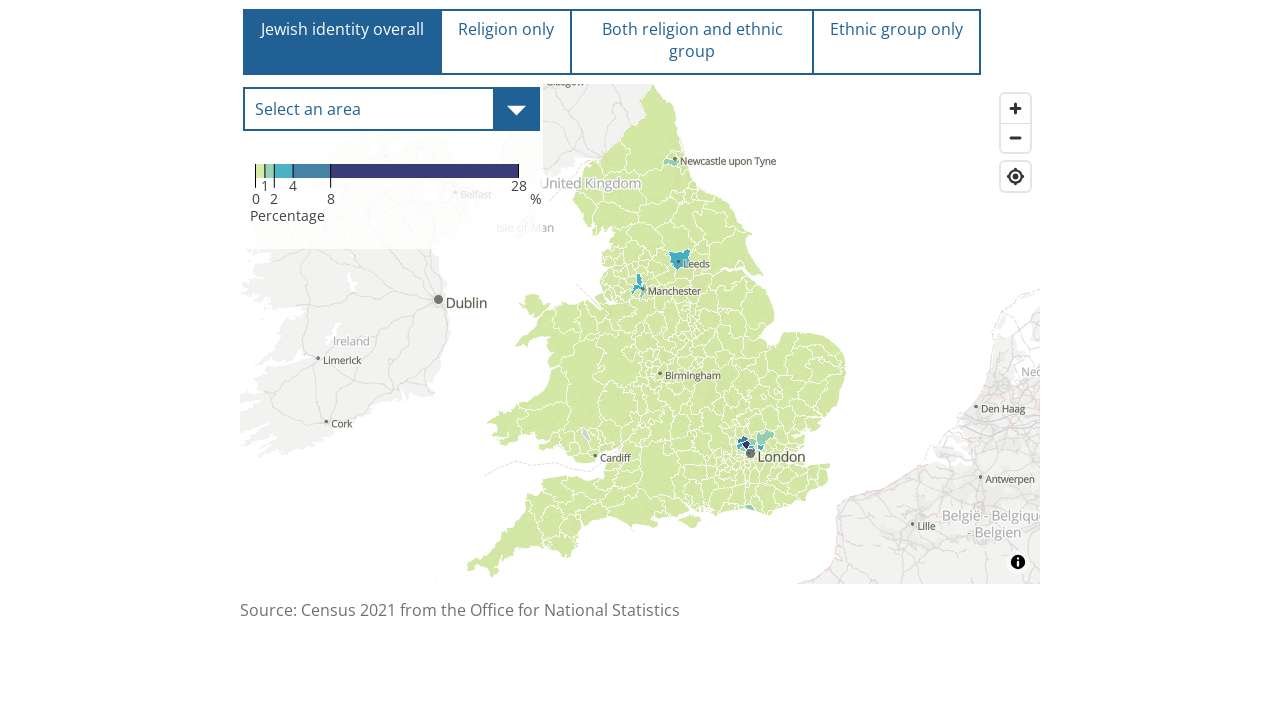 Jewish identity overall
Religion only
Both religion and ethnic
group
Ethnic group only
Select an area
0 1 2 4 8 28 %
Percentage
Newcastle upon Tyne
United Kingdom
Belfast
Isle of Man
Leeds
Manchester
Dublin
Ireland
Limerick
Birmingham
Cork
Cardiff
London
Den Haag
Antwerpen
België - Belgique
- Belgien
Lille
Source: Census 2021 from the Office for National Statistics